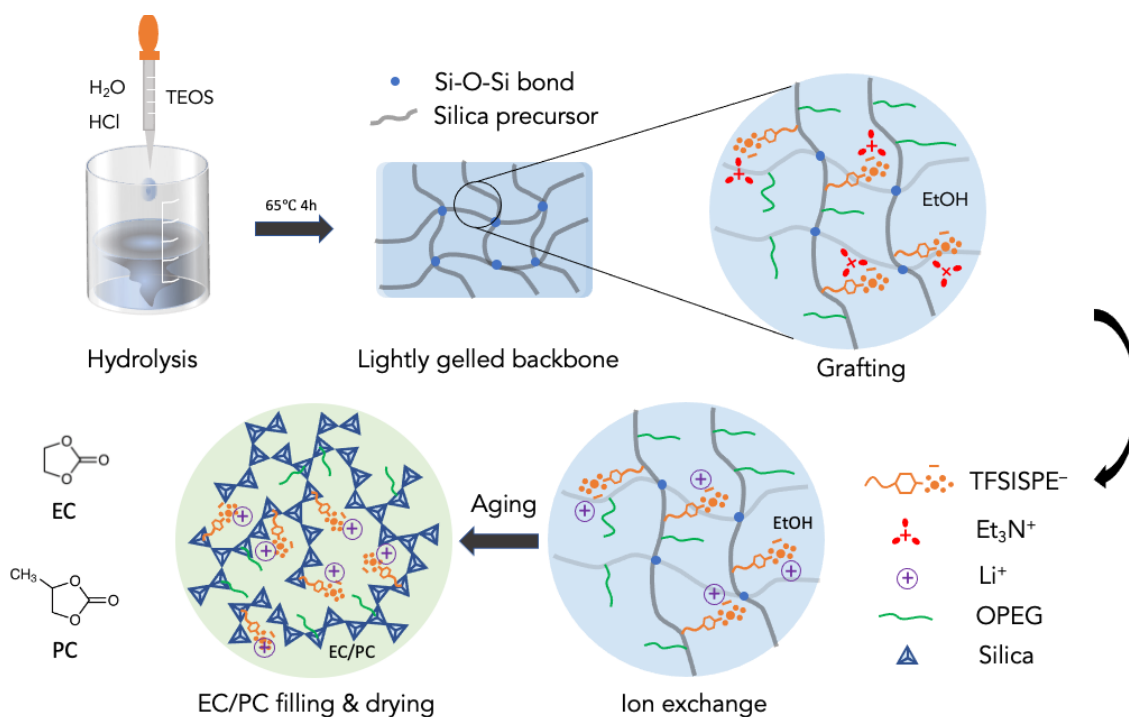 H₂O
TEOS
HCl
65℃ 4h
Si-O-Si bond
Silica precursor
EtOH
Hydrolysis
Lightly gelled backbone
Grafting
EC
CH₃
PC
O
O
O
O
O
O
EC/PC
EC/PC filling & drying
Aging
EtOH
Ion exchange
TFSISPE⁻
Et₃N⁺
Li⁺
OPEG
Silica